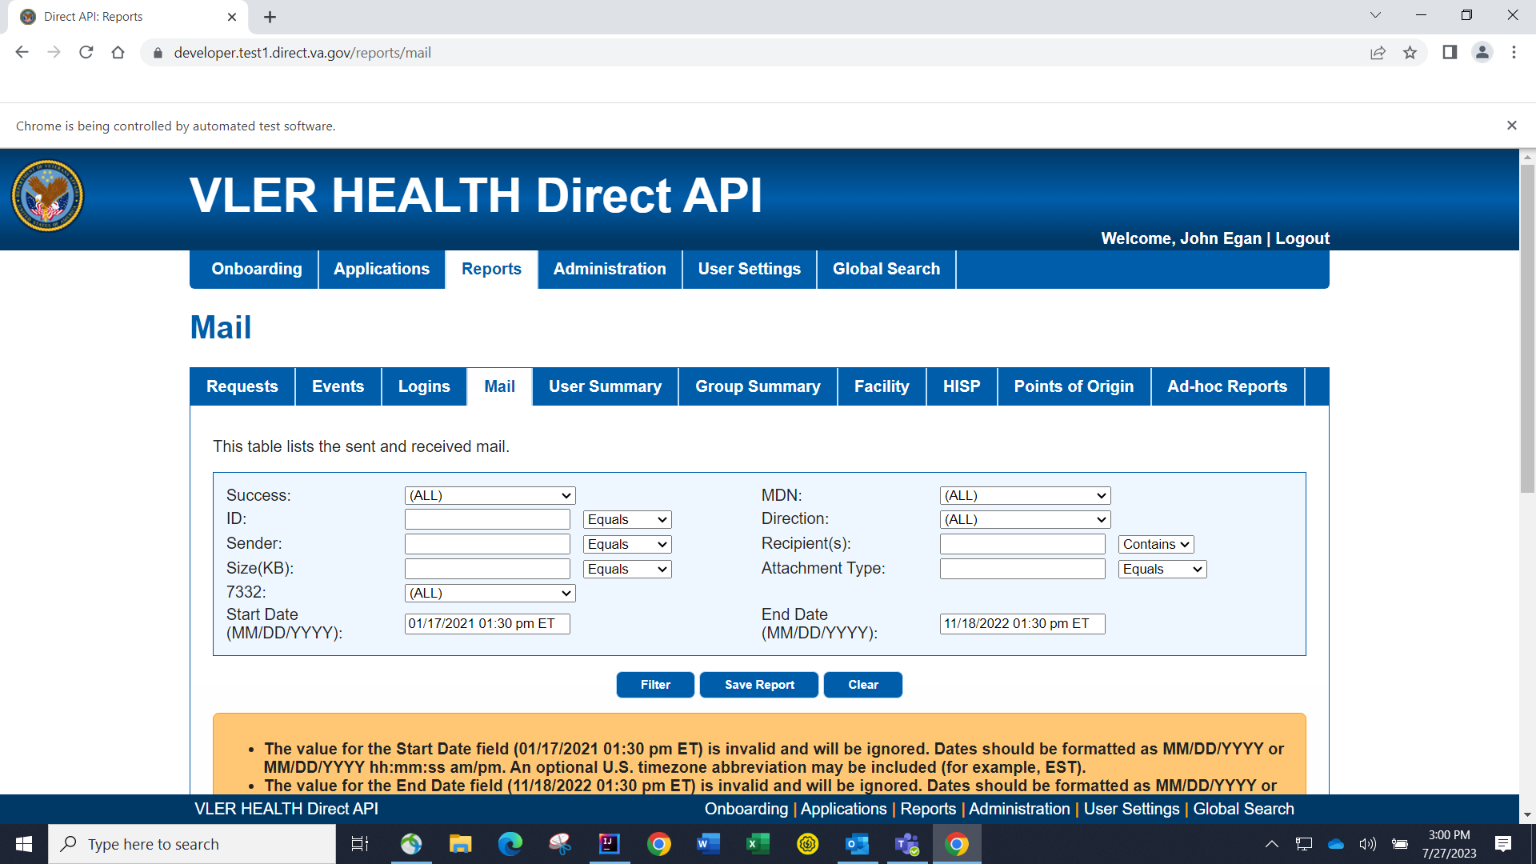 Direct API: Reports
developer.test1.direct.va.gov/reports/mail
Chrome is being controlled by automated test software.
VLER HEALTH Direct API
Welcome, John Egan | Logout
Onboarding Applications Reports Administration User Settings Global Search
Mail
Requests Events Logins Mail User Summary Group Summary Facility HISP Points of Origin Ad-hoc Reports
This table lists the sent and received mail.
Success: (ALL) MDN: (ALL)
ID: Equals Direction: (ALL)
Sender: Equals Recipient(s): Contains
Size(KB): Equals Attachment Type: Equals
7332: (ALL)
Start Date (MM/DD/YYYY): 01/17/2021 01:30 pm ET End Date (MM/DD/YYYY): 11/18/2022 01:30 pm ET
Filter Save Report Clear
• The value for the Start Date field (01/17/2021 01:30 pm ET) is invalid and will be ignored. Dates should be formatted as MM/DD/YYYY or
MM/DD/YYYY hh:mm:ss am/pm. An optional U.S. timezone abbreviation may be included (for example, EST).
• The value for the End Date field (11/18/2022 01:30 pm ET) is invalid and will be ignored. Dates should be formatted as MM/DD/YYYY or
VLER HEALTH Direct API Onboarding | Applications | Reports | Administration | User Settings | Global Search
Type here to search
3:00 PM
7/27/2023